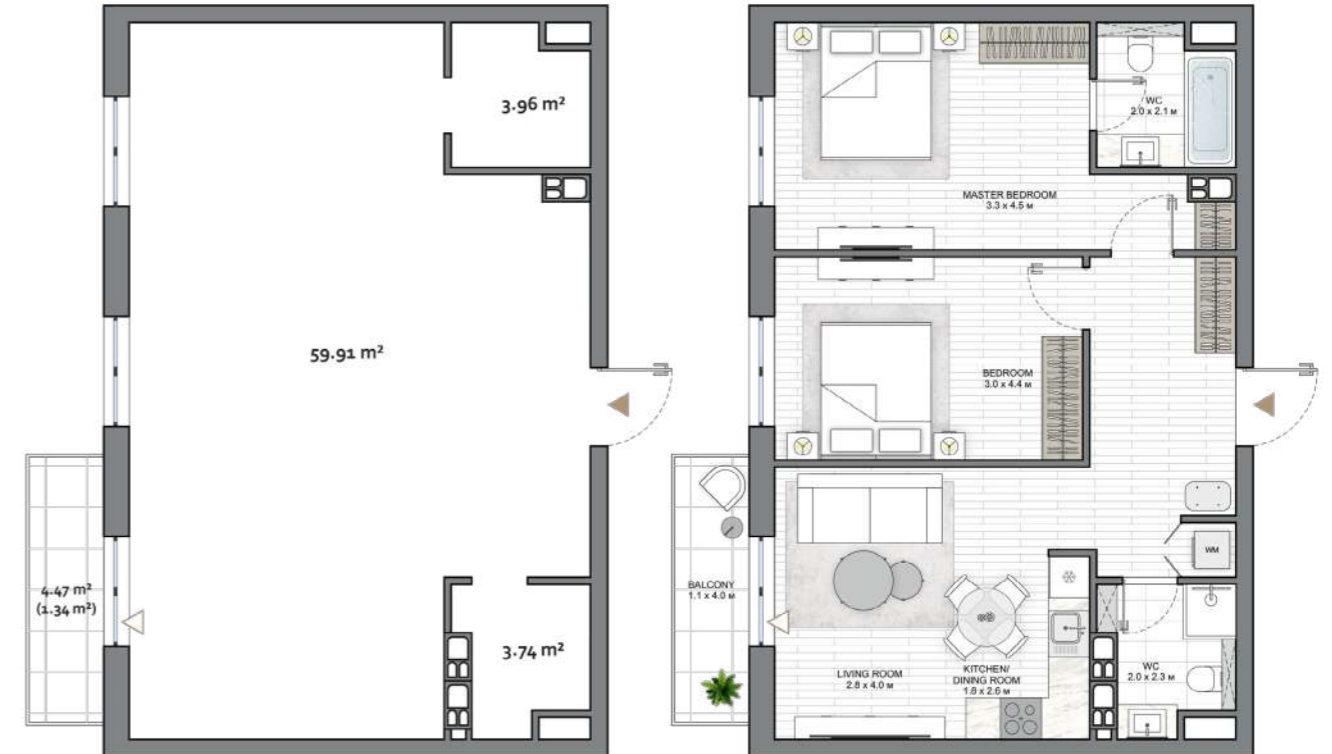 3.96 m²
59.91 m²
4.47 m²
(1.34 m²)
3.74 m²
WC
2.0 x 2.1 м
MASTER BEDROOM
3.3 x 4.5 м
BEDROOM
3.0 x 4.4 м
WM
BALCONY
1.1 x 4.0 м
LIVING ROOM
2.8 x 4.0 м
KITCHEN/
DINING ROOM
1.8 x 2.6 м
WC
2.0 x 2.3 м